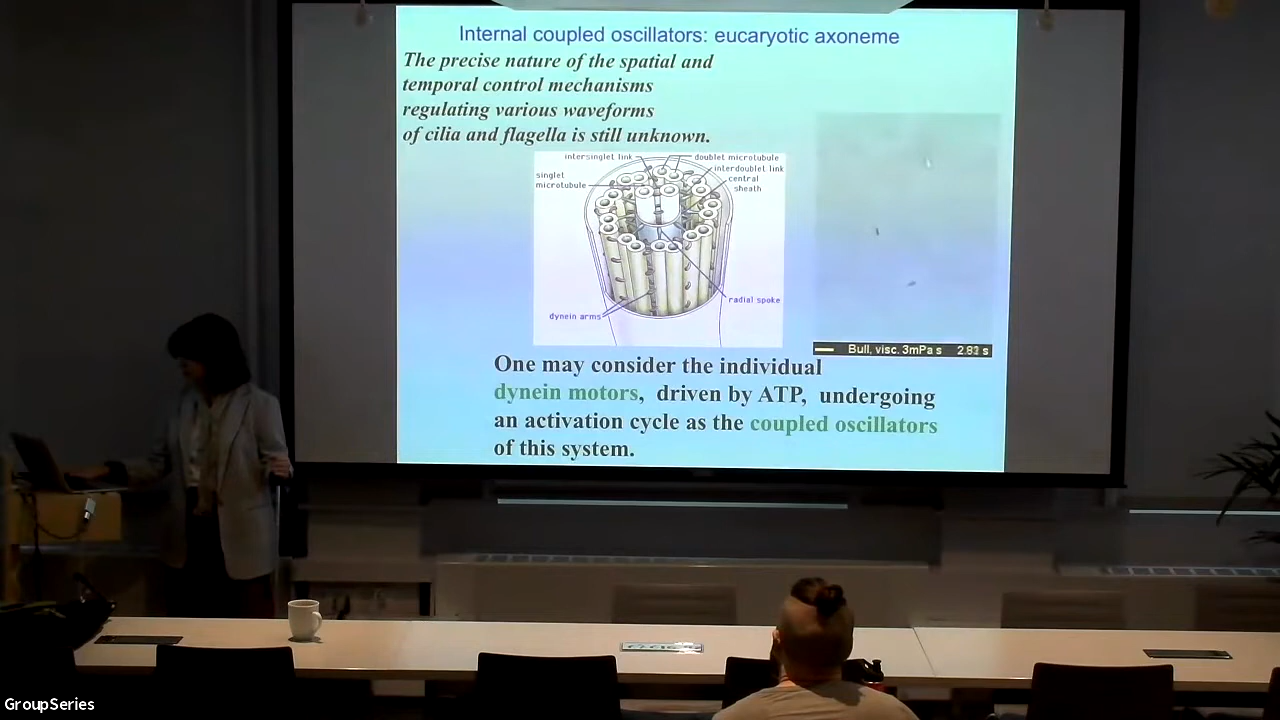 Internal coupled oscillators: eucaryotic axoneme
The precise nature of the spatial and
temporal control mechanisms
regulating various waveforms
of cilia and flagella is still unknown.
intersinglet link
doublet microtubule
interdoublet link
singlet
microtubule
central
sheath
radial spoke
dynein arms
Bull, visc. 3mPa s
One may consider the individual
dynein motors, driven by ATP, undergoing
an activation cycle as the coupled oscillators
of this system.
GroupSeries